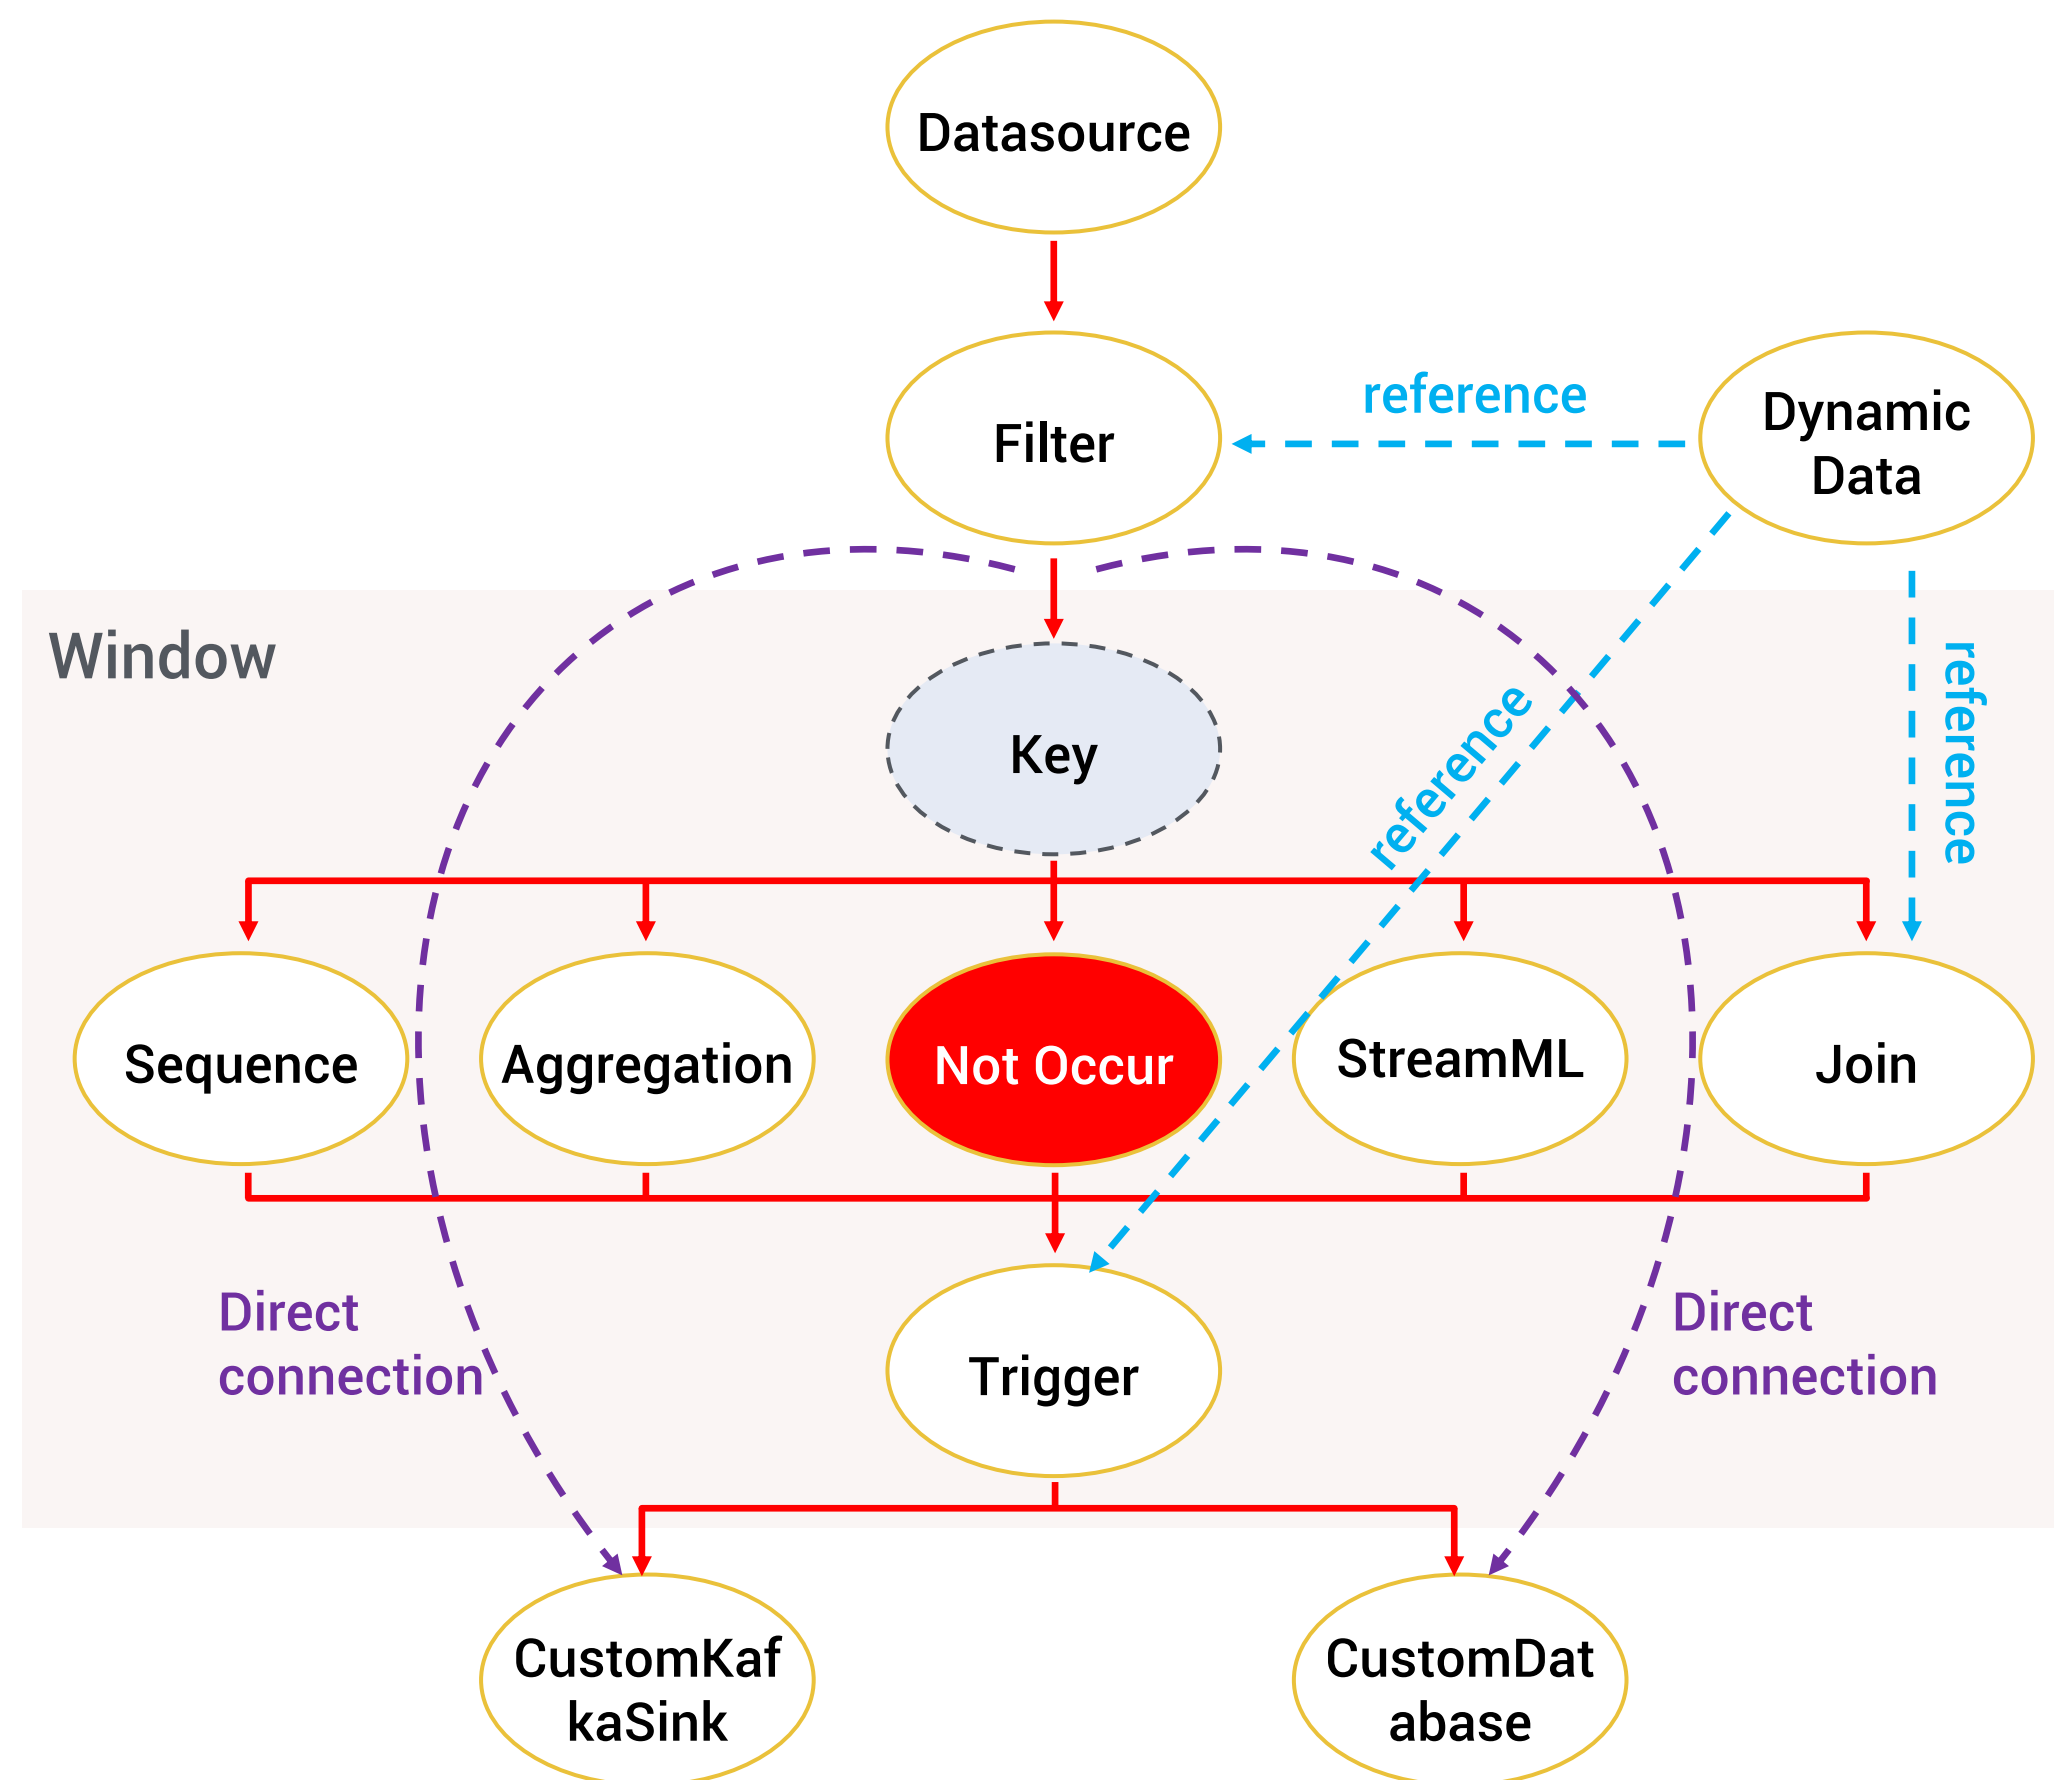 Datasource
Filter
reference
Dynamic
Data
Window
Key
reference
reference
Sequence
Aggregation
Not Occur
StreamML
Join
Direct
connection
Trigger
Direct
connection
CustomKaf
kaSink
CustomDat
abase